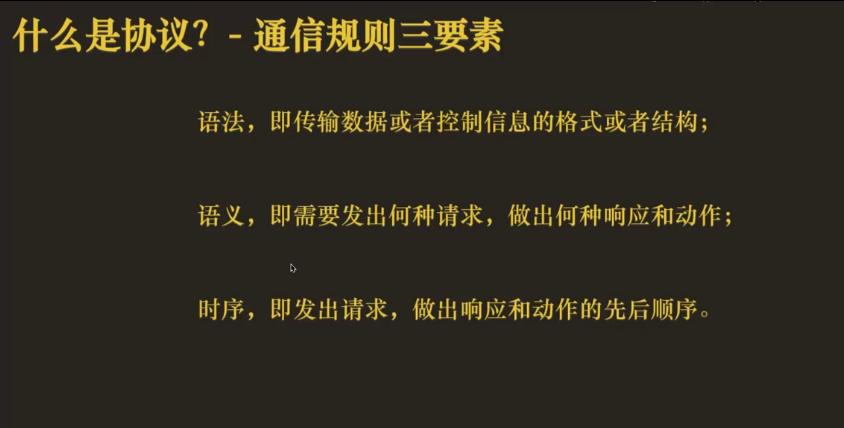 什么是协议？- 通信规则三要素
语法，即传输数据或者控制信息的格式或者结构；
语义，即需要发出何种请求，做出何种响应和动作；
时序，即发出请求，做出响应和动作的先后顺序。